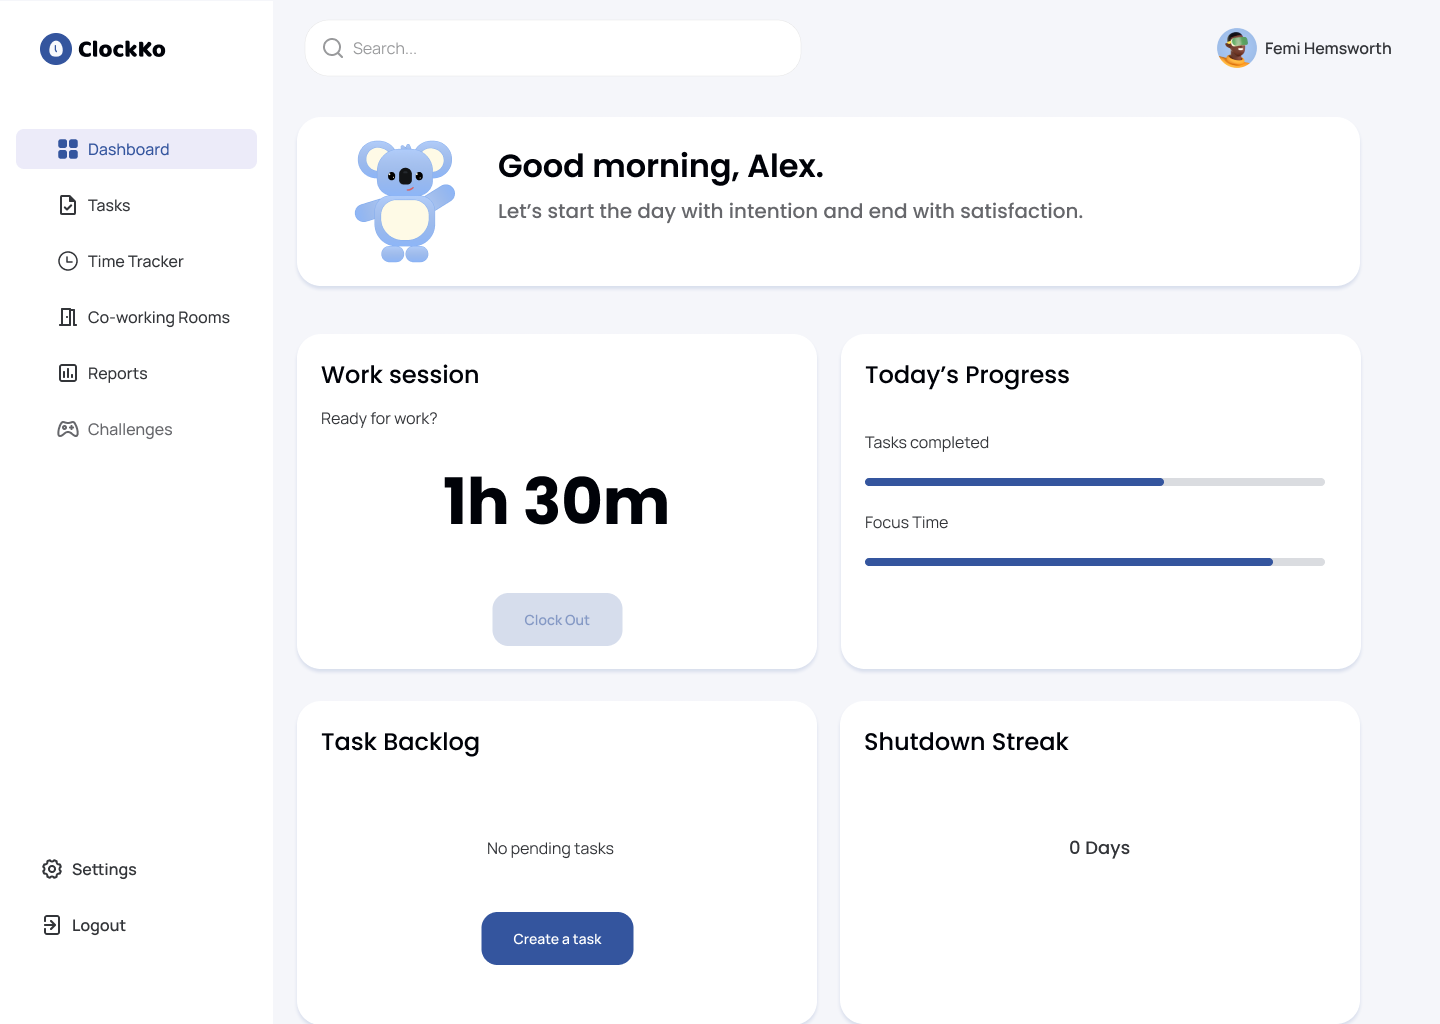 ClockKo
Search...
Femi Hemsworth
Dashboard
Tasks
Time Tracker
Co-working Rooms
Reports
Challenges
Settings
Logout
Good morning, Alex.
Let’s start the day with intention and end with satisfaction.
Work session
Ready for work?
1h 30m
Clock Out
Today’s Progress
Tasks completed
Focus Time
Task Backlog
No pending tasks
Create a task
Shutdown Streak
0 Days